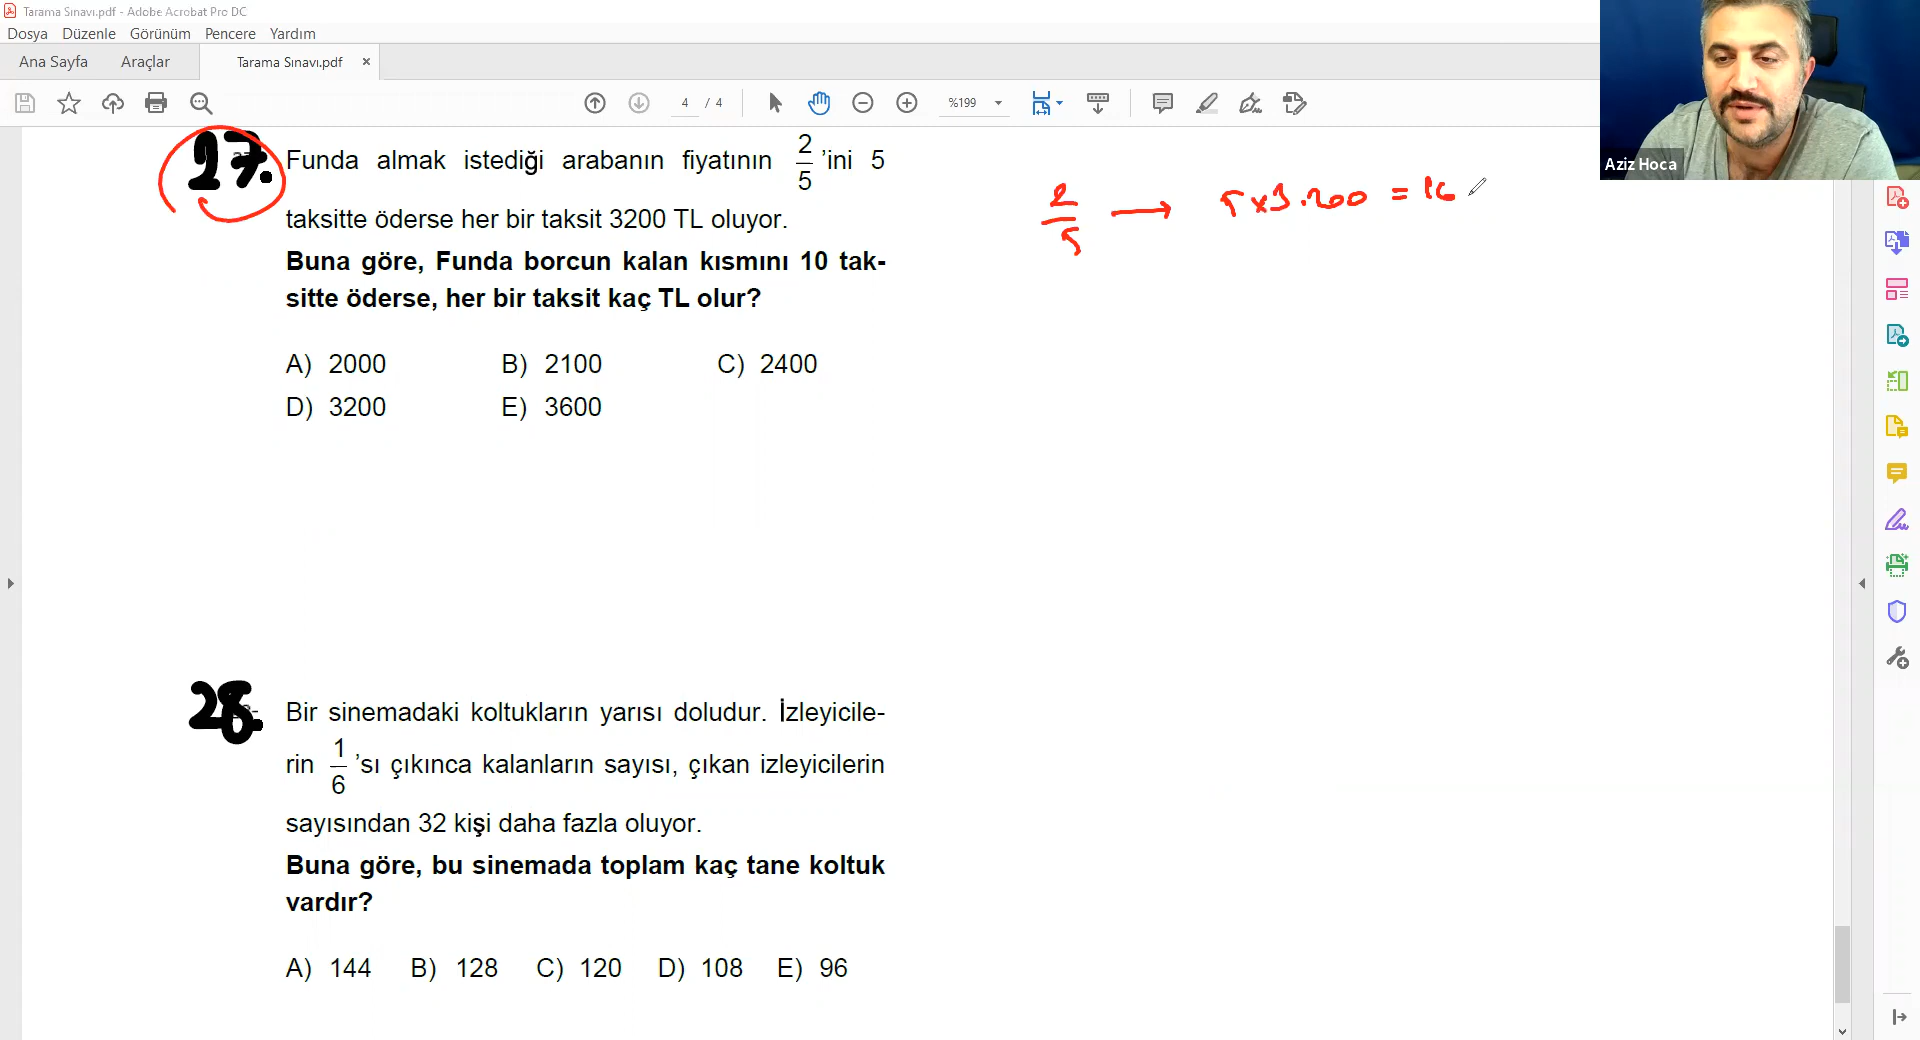 Tarama Sınavı.pdf - Adobe Acrobat Pro DC
Dosya Düzenle Görünüm Pencere Yardım
Ana Sayfa Araçlar Tarama Sınavı.pdf ×
4 / 4 %199
Aziz Hoca
27. Funda almak istediği arabanın fiyatının 2/5 'ini 5
taksitte öderse her bir taksit 3200 TL oluyor.
Buna göre, Funda borcun kalan kısmını 10 tak-
sitte öderse, her bir taksit kaç TL olur?
A) 2000 B) 2100 C) 2400
D) 3200 E) 3600
2/5 → 5 x 3.200 = 16
28. Bir sinemadaki koltukların yarısı doludur. İzleyicile-
rin 1/6 'sı çıkınca kalanların sayısı, çıkan izleyicilerin
sayısından 32 kişi daha fazla oluyor.
Buna göre, bu sinemada toplam kaç tane koltuk
vardır?
A) 144 B) 128 C) 120 D) 108 E) 96